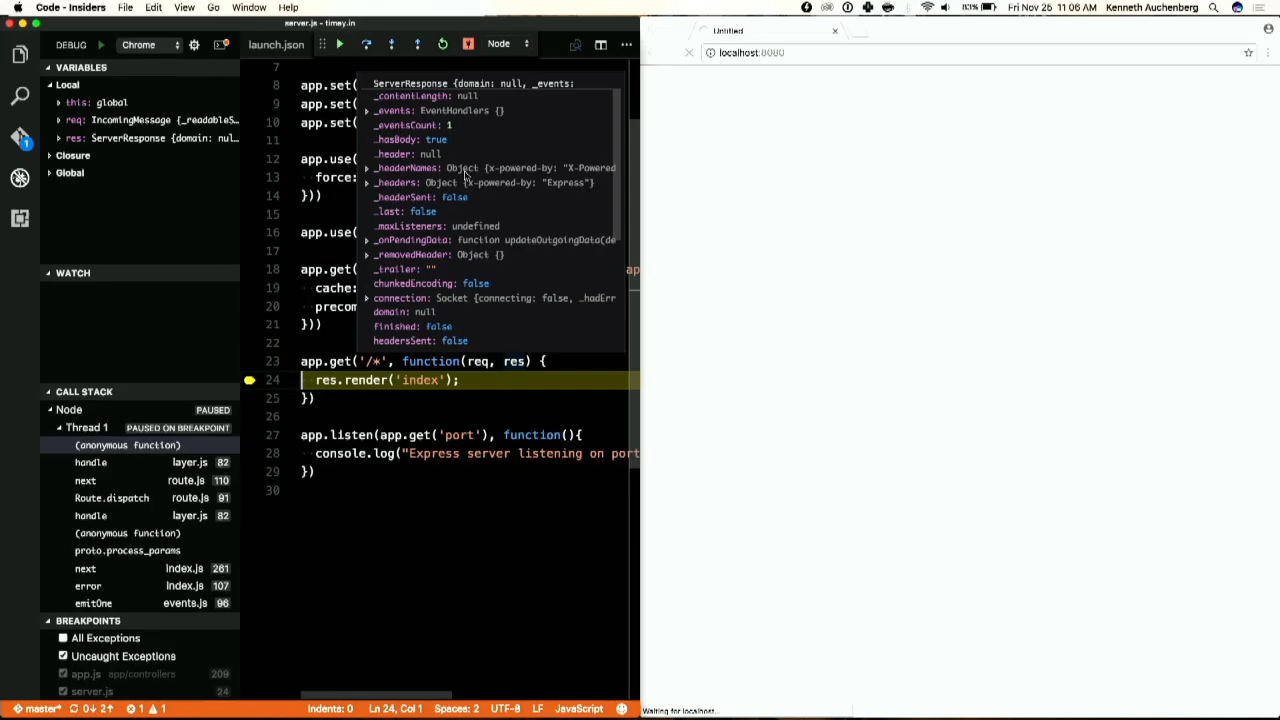 Code - Insiders File Edit View Go Window Help 83% Fri Nov 25 11:06 AM Kenneth Auchenberg
server.js — timey.in
Untitled
localhost:8080
DEBUG Chrome
launch.json Node
VARIABLES
Local
this: global
req: IncomingMessage {_readableS…
res: ServerResponse {domain: nul…
Closure
Global
WATCH
CALL STACK
Node PAUSED
Thread 1 PAUSED ON BREAKPOINT
(anonymous function)
handle layer.js 82
next route.js 110
Route.dispatch route.js 91
handle layer.js 82
(anonymous function)
proto.process_params
next index.js 261
error index.js 107
emitOne events.js 96
BREAKPOINTS
All Exceptions
Uncaught Exceptions
app.js app/controllers 209
server.js 24
7
8 app.set(
9 app.set(
10 app.set(
11
12 app.use(
13 force:
14 }))
15
16 app.use(
17
18 app.get( ap
19 cache:
20 precom
21 }))
22
23 app.get('/*', function(req, res) {
24 res.render('index');
25 })
26
27 app.listen(app.get('port'), function(){
28 console.log("Express server listening on port
29 })
30
ServerResponse {domain: null, _events:
_contentLength: null
_events: EventHandlers {}
_eventsCount: 1
_hasBody: true
_header: null
_headerNames: Object {x-powered-by: "X-Powered
_headers: Object {x-powered-by: "Express"}
_headerSent: false
_last: false
_maxListeners: undefined
_onPendingData: function updateOutgoingData(de
_removedHeader: Object {}
_trailer: ""
chunkedEncoding: false
connection: Socket {connecting: false, _hadErr
domain: null
finished: false
headersSent: false
master* 0↓ 2↑ 1 1 Indents: 0 Ln 24, Col 1 Spaces: 2 UTF-8 LF JavaScript
Waiting for localhost...